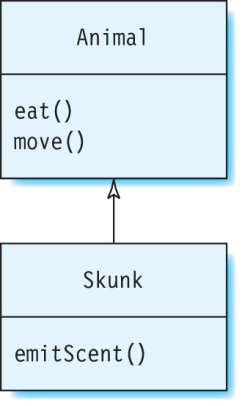 Animal
eat()
move()
Skunk
emitScent()